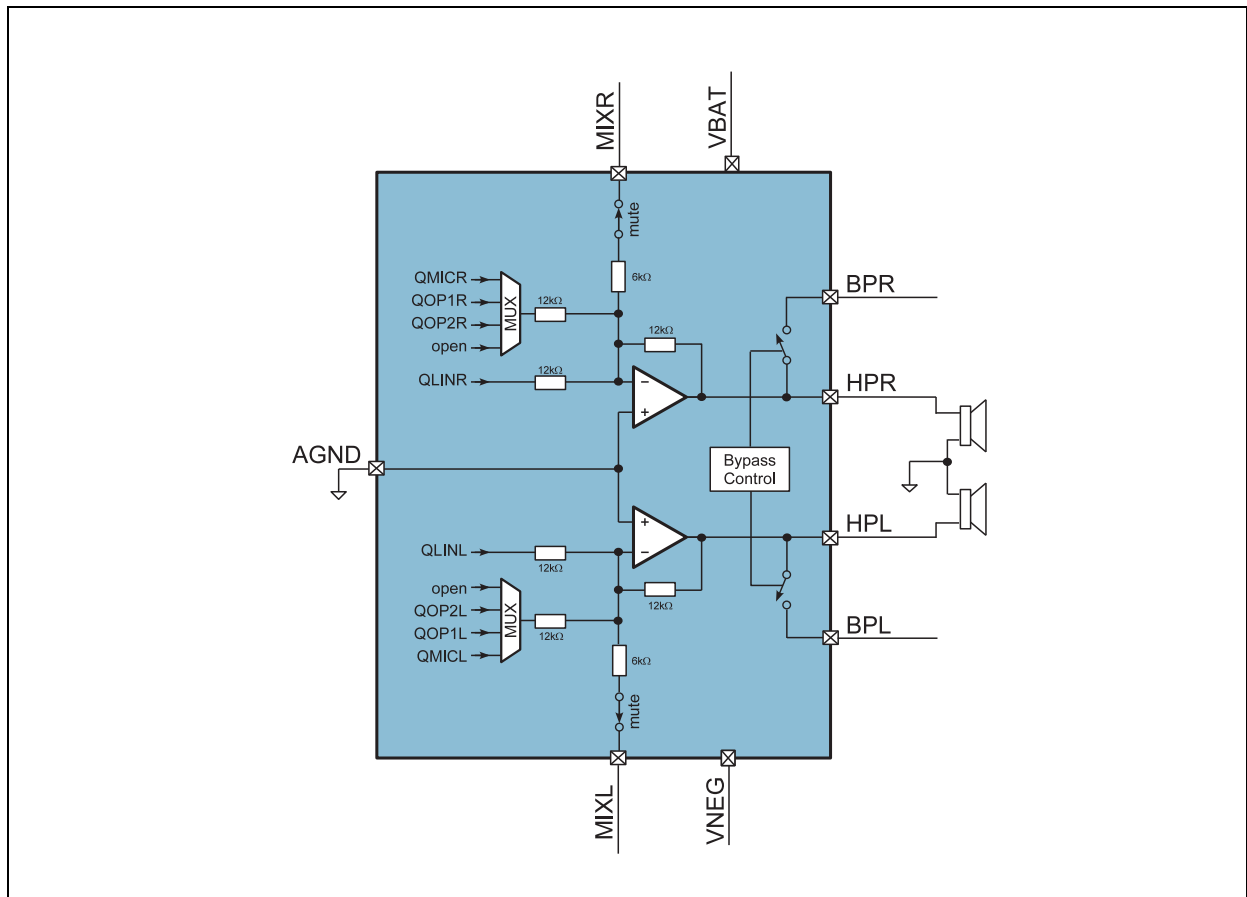 MIXR
VBAT
mute
6kΩ
QMICR
QOP1R
QOP2R
open
MUX
12kΩ
12kΩ
QLINR
12kΩ
BPR
HPR
AGND
Bypass
Control
HPL
QLINL
12kΩ
open
QOP2L
QOP1L
QMICL
MUX
12kΩ
12kΩ
6kΩ
mute
BPL
MIXL
VNEG
+
−
+
−